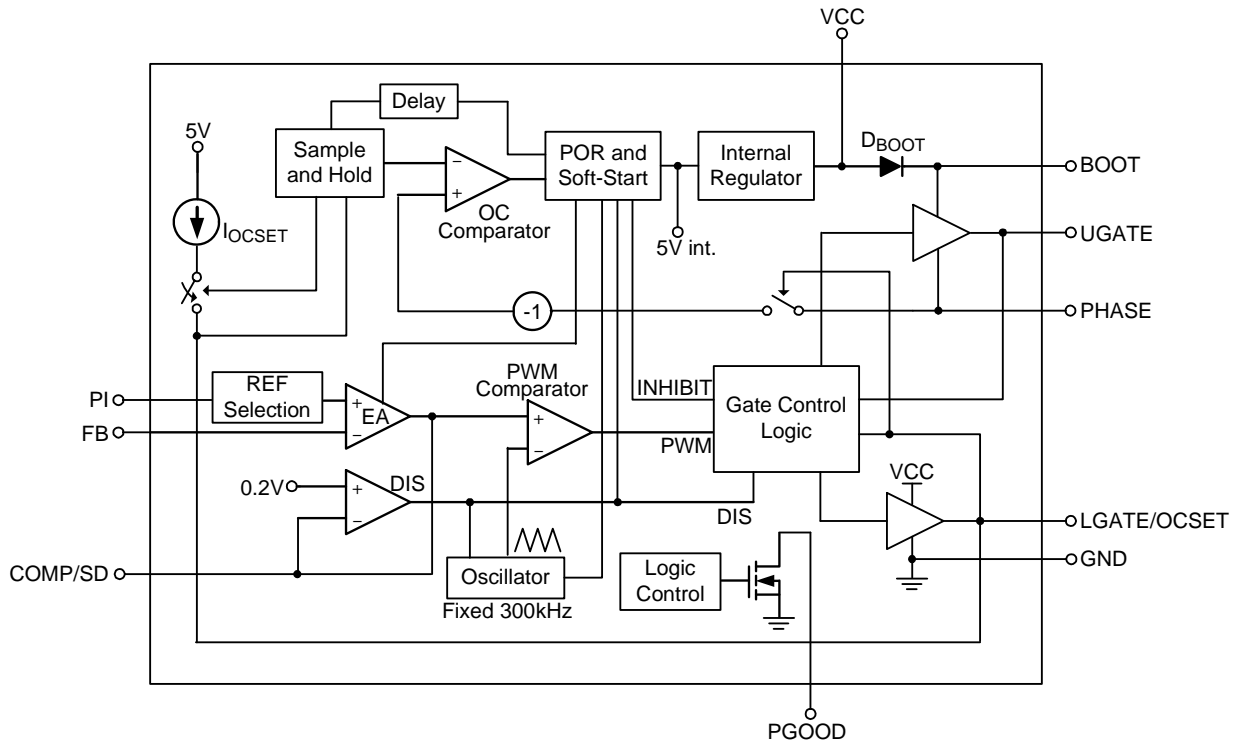 VCC
Delay
5V
Sample
and Hold
−
+
OC
Comparator
POR and
Soft-Start
Internal
Regulator
DBOOT
BOOT
IOCSET
5V int.
UGATE
-1
PHASE
PI
REF
Selection
FB
+
EA
−
PWM
Comparator
+
−
INHIBIT
PWM
Gate Control
Logic
0.2V
+
−
DIS
DIS
VCC
LGATE/OCSET
GND
COMP/SD
Oscillator
Fixed 300kHz
Logic
Control
PGOOD